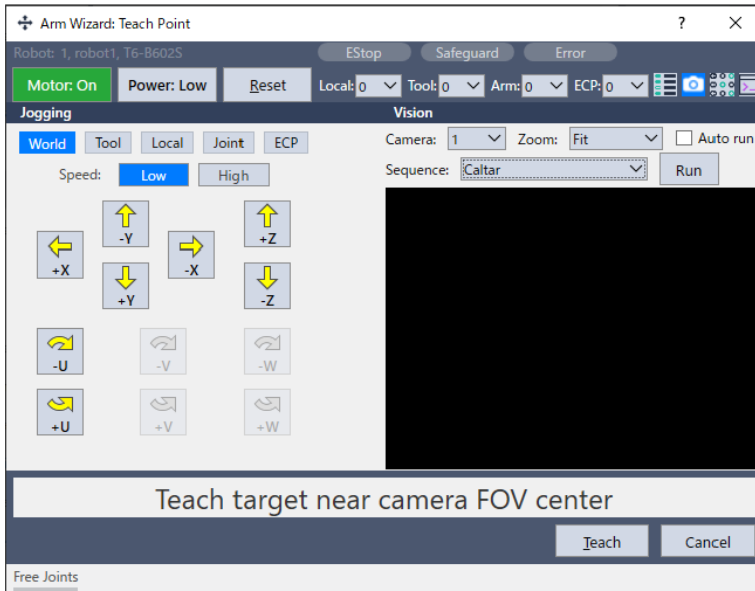 Arm Wizard: Teach Point
Robot: 1, robot1, T6-B602S EStop Safeguard Error
Motor: On Power: Low Reset Local: 0 Tool: 0 Arm: 0 ECP: 0
Jogging Vision
World Tool Local Joint ECP Camera: 1 Zoom: Fit Auto run
Speed: Low High Sequence: Caltar Run
-Y +Z
+X -X
+Y -Z
-U -V -W
+U +V +W
Teach target near camera FOV center
Teach Cancel
Free Joints